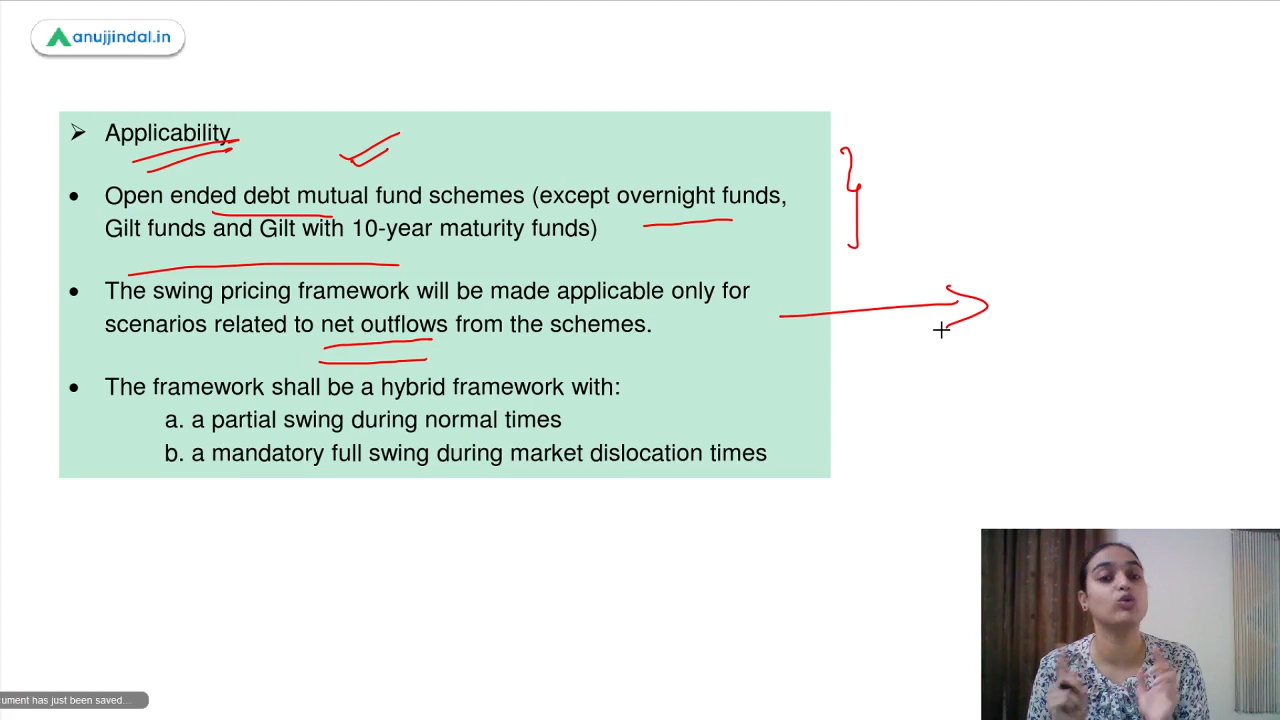 anujjindal.in
➢ Applicability
• Open ended debt mutual fund schemes (except overnight funds,
Gilt funds and Gilt with 10-year maturity funds)
• The swing pricing framework will be made applicable only for
scenarios related to net outflows from the schemes.
• The framework shall be a hybrid framework with:
a. a partial swing during normal times
b. a mandatory full swing during market dislocation times
cument has just been saved...